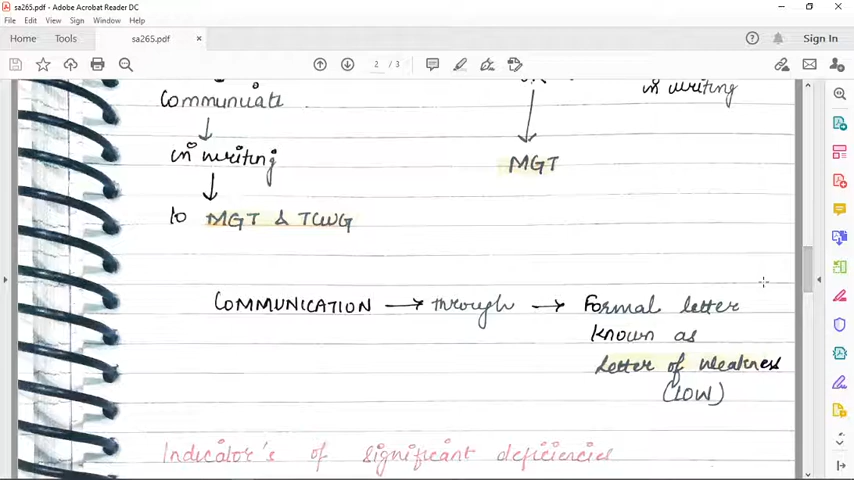 sa265.pdf - Adobe Acrobat Reader DC
File Edit View Sign Window Help
Home Tools sa265.pdf × Sign In
2 / 3
Communicate
in writing
in writing
MGT
to MGT & TCWG
COMMUNICATION → through → Formal letter
known as
Letter of weakness
(LOW)
Indicator's of significant deficiencies